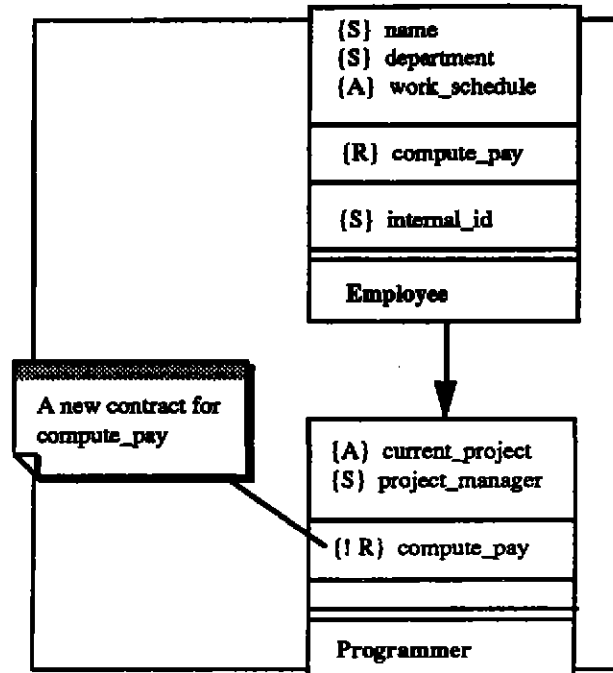 {S} name
{S} department
{A} work_schedule
{R} compute_pay
{S} internal_id
Employee
A new contract for
compute_pay
{A} current_project
{S} project_manager
{! R} compute_pay
Programmer